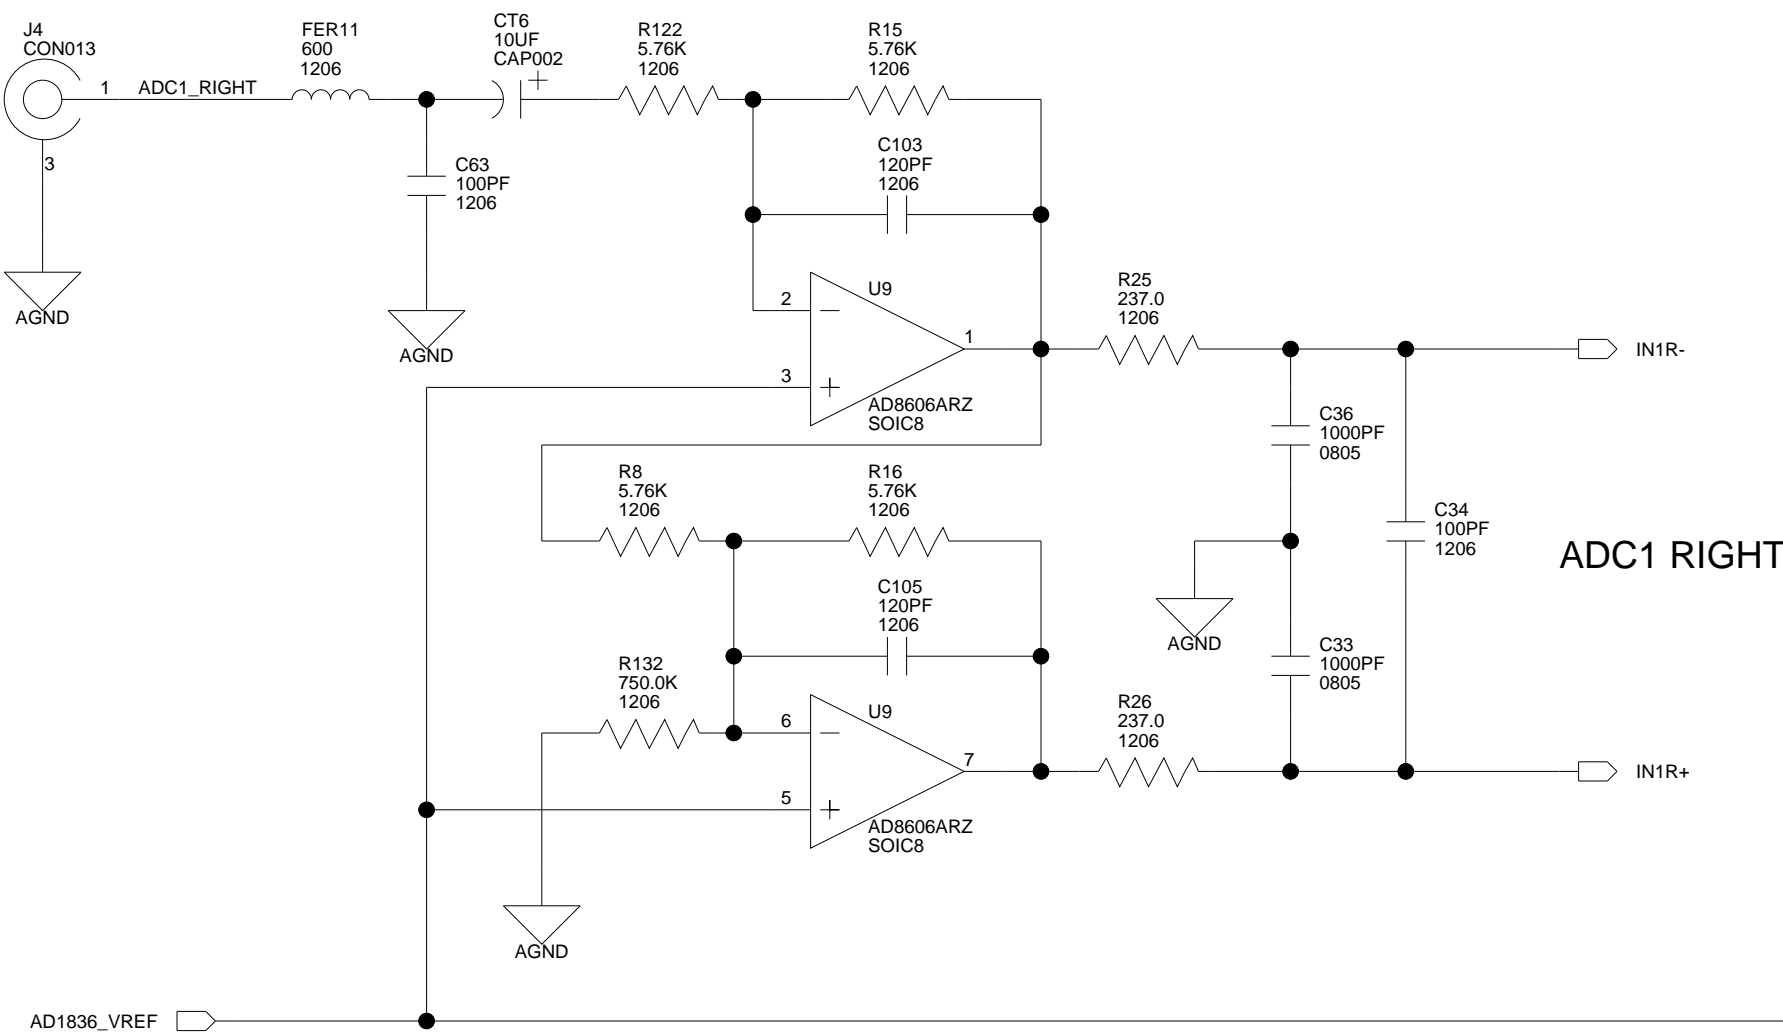 J4
CON013
1
ADC1_RIGHT
3
AGND
FER11
600
1206
CT6
10UF
CAP002
+
R122
5.76K
1206
R15
5.76K
1206
C63
100PF
1206
AGND
C103
120PF
1206
U9
2
3
1
AD8606ARZ
SOIC8
R25
237.0
1206
IN1R-
C36
1000PF
0805
C34
100PF
1206
ADC1 RIGHT
AGND
C33
1000PF
0805
R8
5.76K
1206
R16
5.76K
1206
C105
120PF
1206
R132
750.0K
1206
U9
6
5
7
AD8606ARZ
SOIC8
R26
237.0
1206
IN1R+
AGND
AD1836_VREF